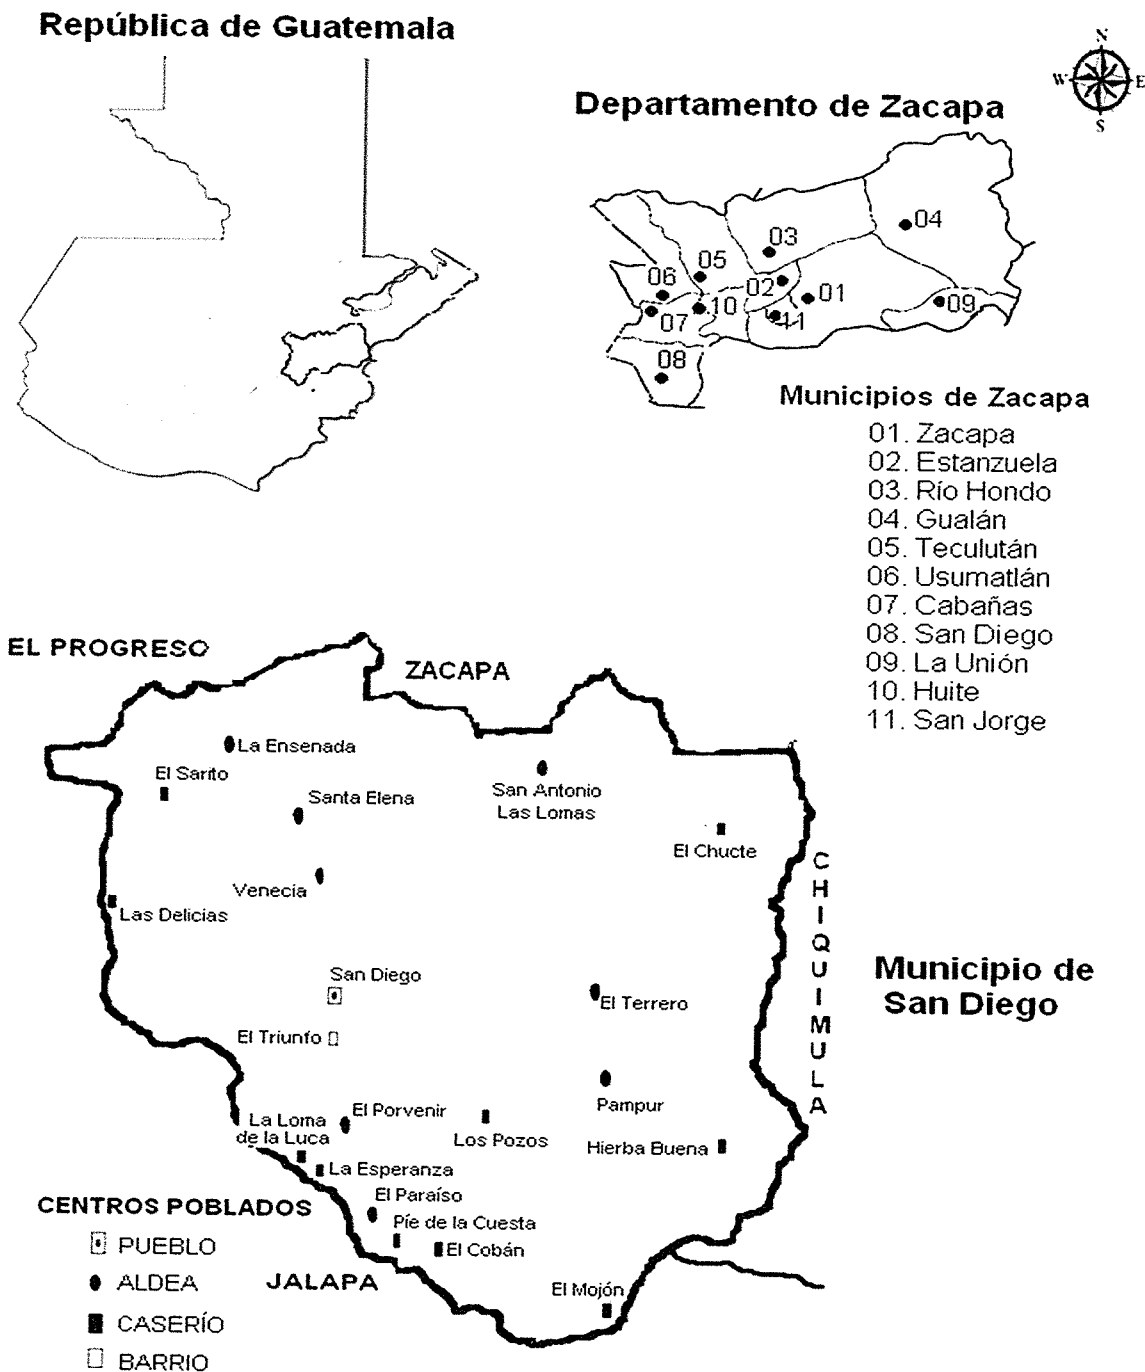 República de Guatemala
N
W E
S
Departamento de Zacapa
04
03
05
02
06
01
10
09
07
11
08
Municipios de Zacapa
01. Zacapa
02. Estanzuela
03. Río Hondo
04. Gualán
05. Teculután
06. Usumatlán
07. Cabañas
08. San Diego
09. La Unión
10. Huite
11. San Jorge
EL PROGRESO
ZACAPA
La Ensenada
El Sarito
Santa Elena
San Antonio
Las Lomas
El Chucte
CHIQUIMULA
Venecia
Las Delicias
Municipio de
San Diego
San Diego
El Terrero
El Triunfo
Pampur
El Porvenir
La Loma
de la Luca
Los Pozos
Hierba Buena
La Esperanza
El Paraíso
Píe de la Cuesta
El Cobán
El Mojón
JALAPA
CENTROS POBLADOS
PUEBLO
ALDEA
CASERÍO
BARRIO